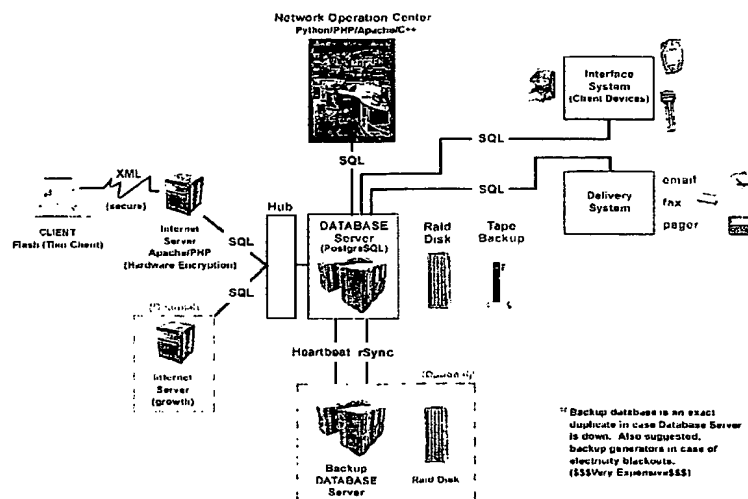 Network Operation Center
Python/PHP/Apache/C++
Interface
System
(Client Devices)
SQL
SQL
SQL
XML
(secure)
CLIENT
Flash (Thin Client)
Internet
Server
Apache/PHP
(Hardware Encryption)
SQL
SQL
Hub
DATABASE
Server
(PostgreSQL)
Raid
Disk
Tape
Backup
Delivery
System
email
fax
pager
(Optional)
Internet
Server
(growth)
Heartbeat rSync
(Optional)
Backup
DATABASE
Server
Raid Disk
Backup database is an exact
duplicate in case Database Server
is down. Also suggested,
backup generators in case of
electricity blackouts.
($$$Very Expensive$$$)